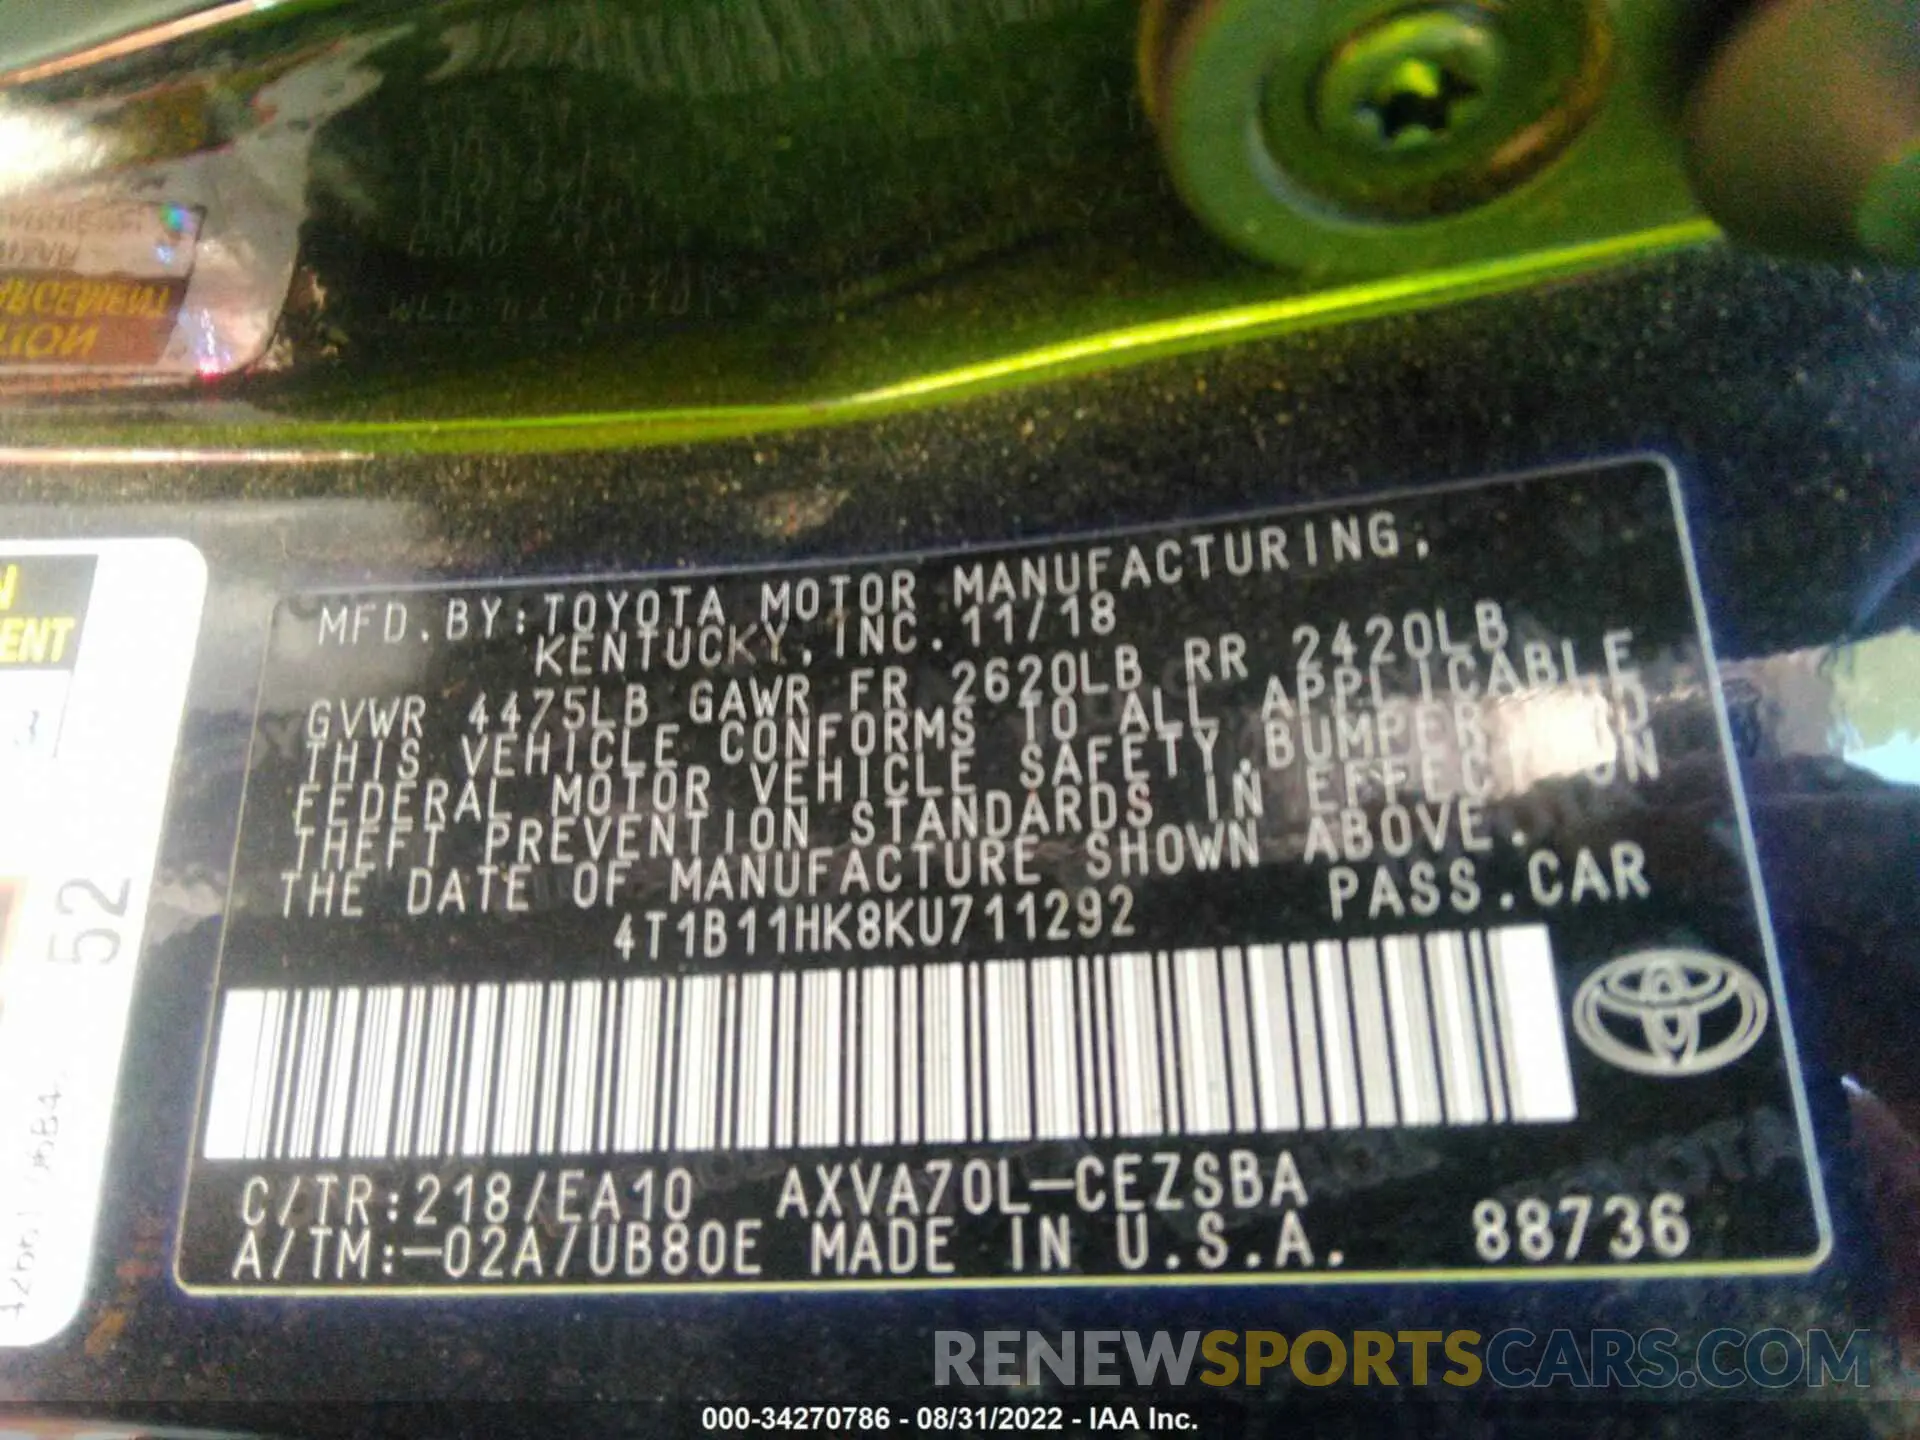 MFD.BY:TOYOTA MOTOR MANUFACTURING,
KENTUCKY,INC.11/18
GVWR 4475LB GAWR FR 2620LB RR 2420LB
THIS VEHICLE CONFORMS TO ALL APPLICABLE
FEDERAL MOTOR VEHICLE SAFETY,BUMPER AND
THEFT PREVENTION STANDARDS IN EFFECT ON
THE DATE OF MANUFACTURE SHOWN ABOVE.
4T1B11HK8KU711292 PASS.CAR
C/TR:218/EA10 AXVA70L-CEZSBA
A/TM:-02A/UB80E MADE IN U.S.A. 88736
52
RENEWSPORTSCARS.COM
000-34270786 - 08/31/2022 - IAA Inc.